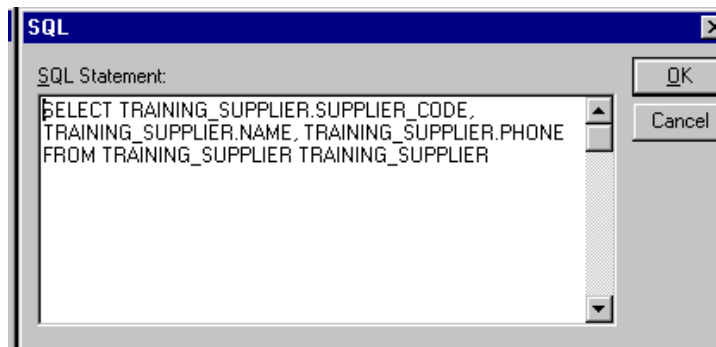 SQL
SQL Statement:
OK
SELECT TRAINING_SUPPLIER.SUPPLIER_CODE,
TRAINING_SUPPLIER.NAME, TRAINING_SUPPLIER.PHONE
FROM TRAINING_SUPPLIER TRAINING_SUPPLIER
Cancel